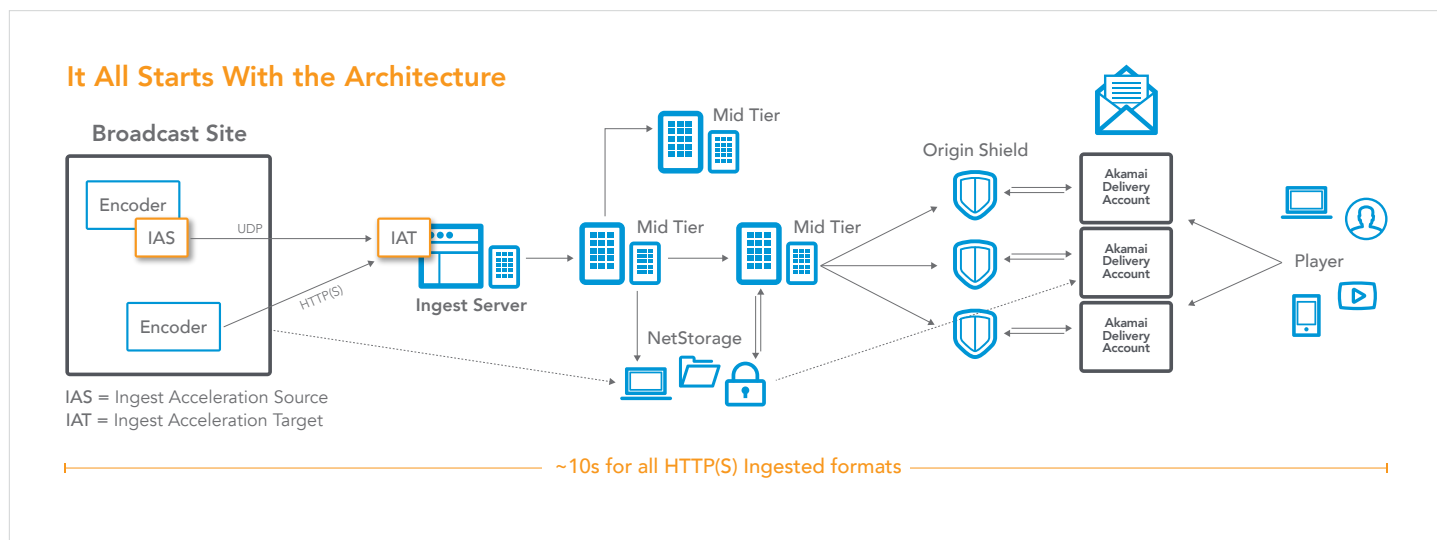 It All Starts With the Architecture
Broadcast Site
Encoder
IAS
UDP
IAT
HTTP(S)
Encoder
Ingest Server
Mid Tier
Mid Tier
Mid Tier
NetStorage
Origin Shield
Akamai
Delivery
Account
Akamai
Delivery
Account
Akamai
Delivery
Account
Player
IAS = Ingest Acceleration Source
IAT = Ingest Acceleration Target
~10s for all HTTP(S) Ingested formats